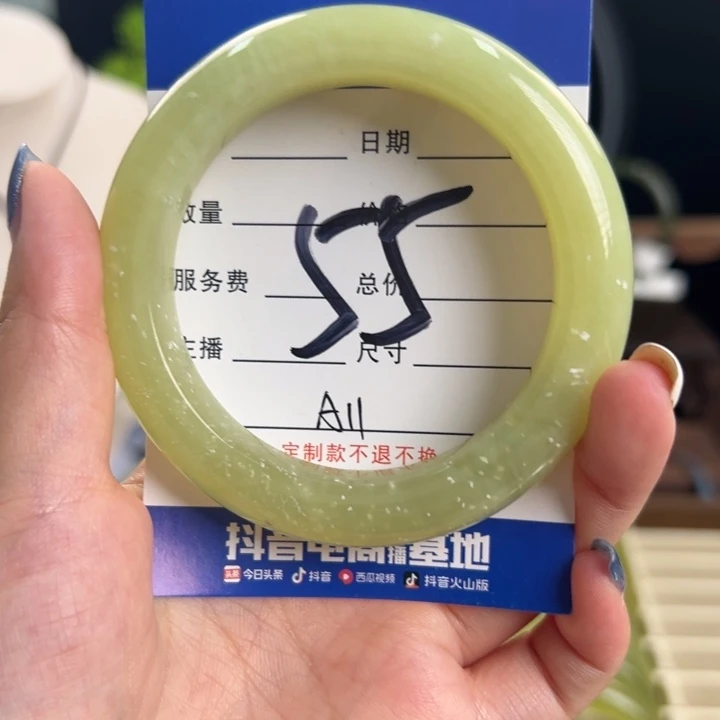 日期
数量
服务费 总价
主播 尺寸
55
A11
定制款不退不换
抖音电商直播基地
今日头条 抖音 西瓜视频 抖音火山版